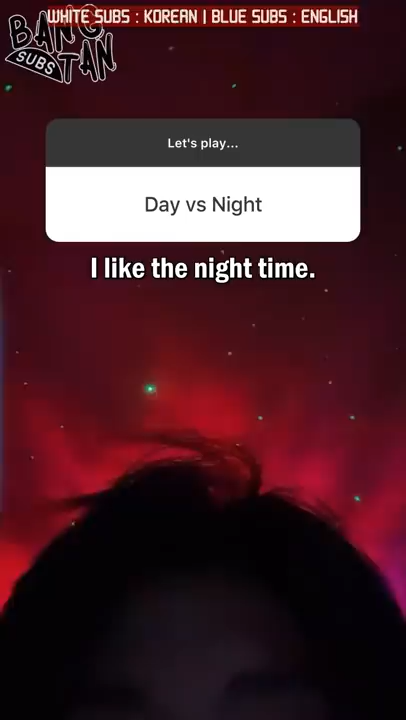 WHITE SUBS : KOREAN | BLUE SUBS : ENGLISH
BANG
TAN
SUBS
Let's play...
Day vs Night
I like the night time.